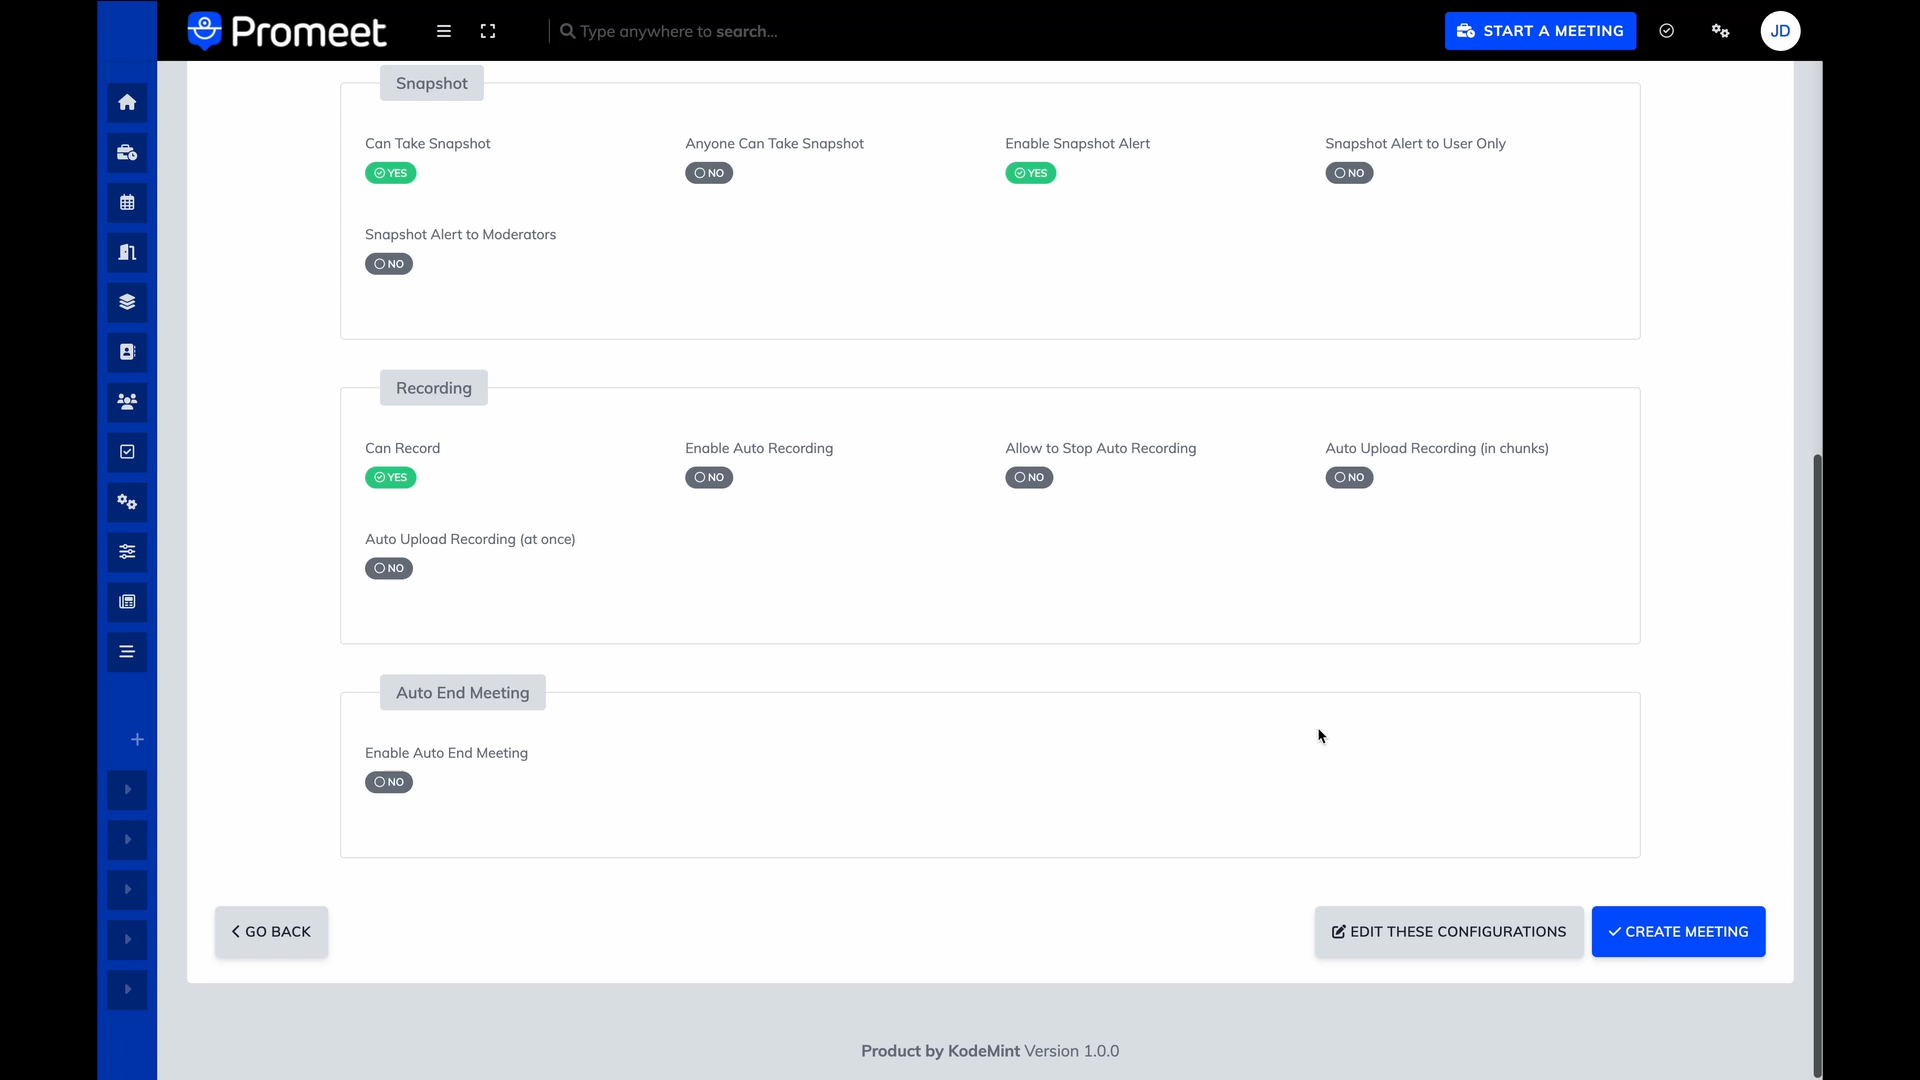 Promeet
Type anywhere to search...
START A MEETING
JD
Snapshot
Can Take Snapshot
YES
Anyone Can Take Snapshot
NO
Enable Snapshot Alert
YES
Snapshot Alert to User Only
NO
Snapshot Alert to Moderators
NO
Recording
Can Record
YES
Enable Auto Recording
NO
Allow to Stop Auto Recording
NO
Auto Upload Recording (in chunks)
NO
Auto Upload Recording (at once)
NO
Auto End Meeting
Enable Auto End Meeting
NO
GO BACK
EDIT THESE CONFIGURATIONS
CREATE MEETING
Product by KodeMint Version 1.0.0